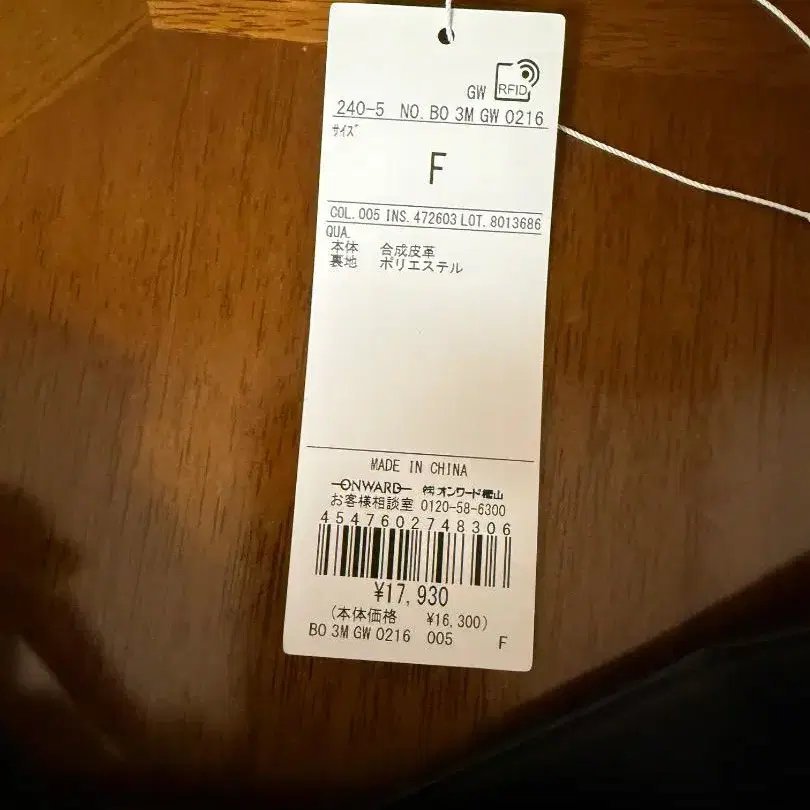 GW RFID
240-5 NO. BO 3M GW 0216
サイズ
F
COL. 005 INS. 472603 LOT. 8013686
QUA.
本体 合成皮革
裏地 ポリエステル
MADE IN CHINA
ONWARD ㈱オンワード樫山
お客様相談室 0120-58-6300
4547602748306
¥17,930
(本体価格 ¥16,300)
BO 3M GW 0216 005 F